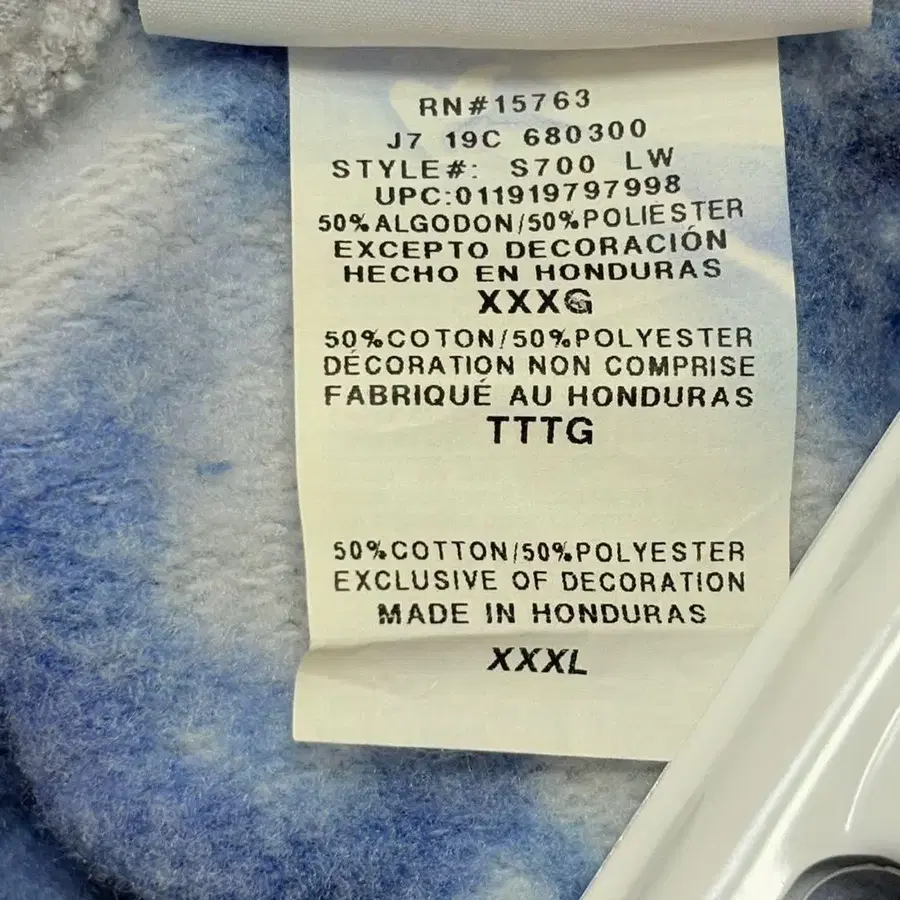 RN#15763
J7 19C 680300
STYLE#: S700 LW
UPC:011919797998
50%ALGODON/50%POLIESTER
EXCEPTO DECORACIÓN
HECHO EN HONDURAS
XXXG
50%COTON/50%POLYESTER
DÉCORATION NON COMPRISE
FABRIQUÉ AU HONDURAS
TTTG
50%COTTON/50%POLYESTER
EXCLUSIVE OF DECORATION
MADE IN HONDURAS
XXXL